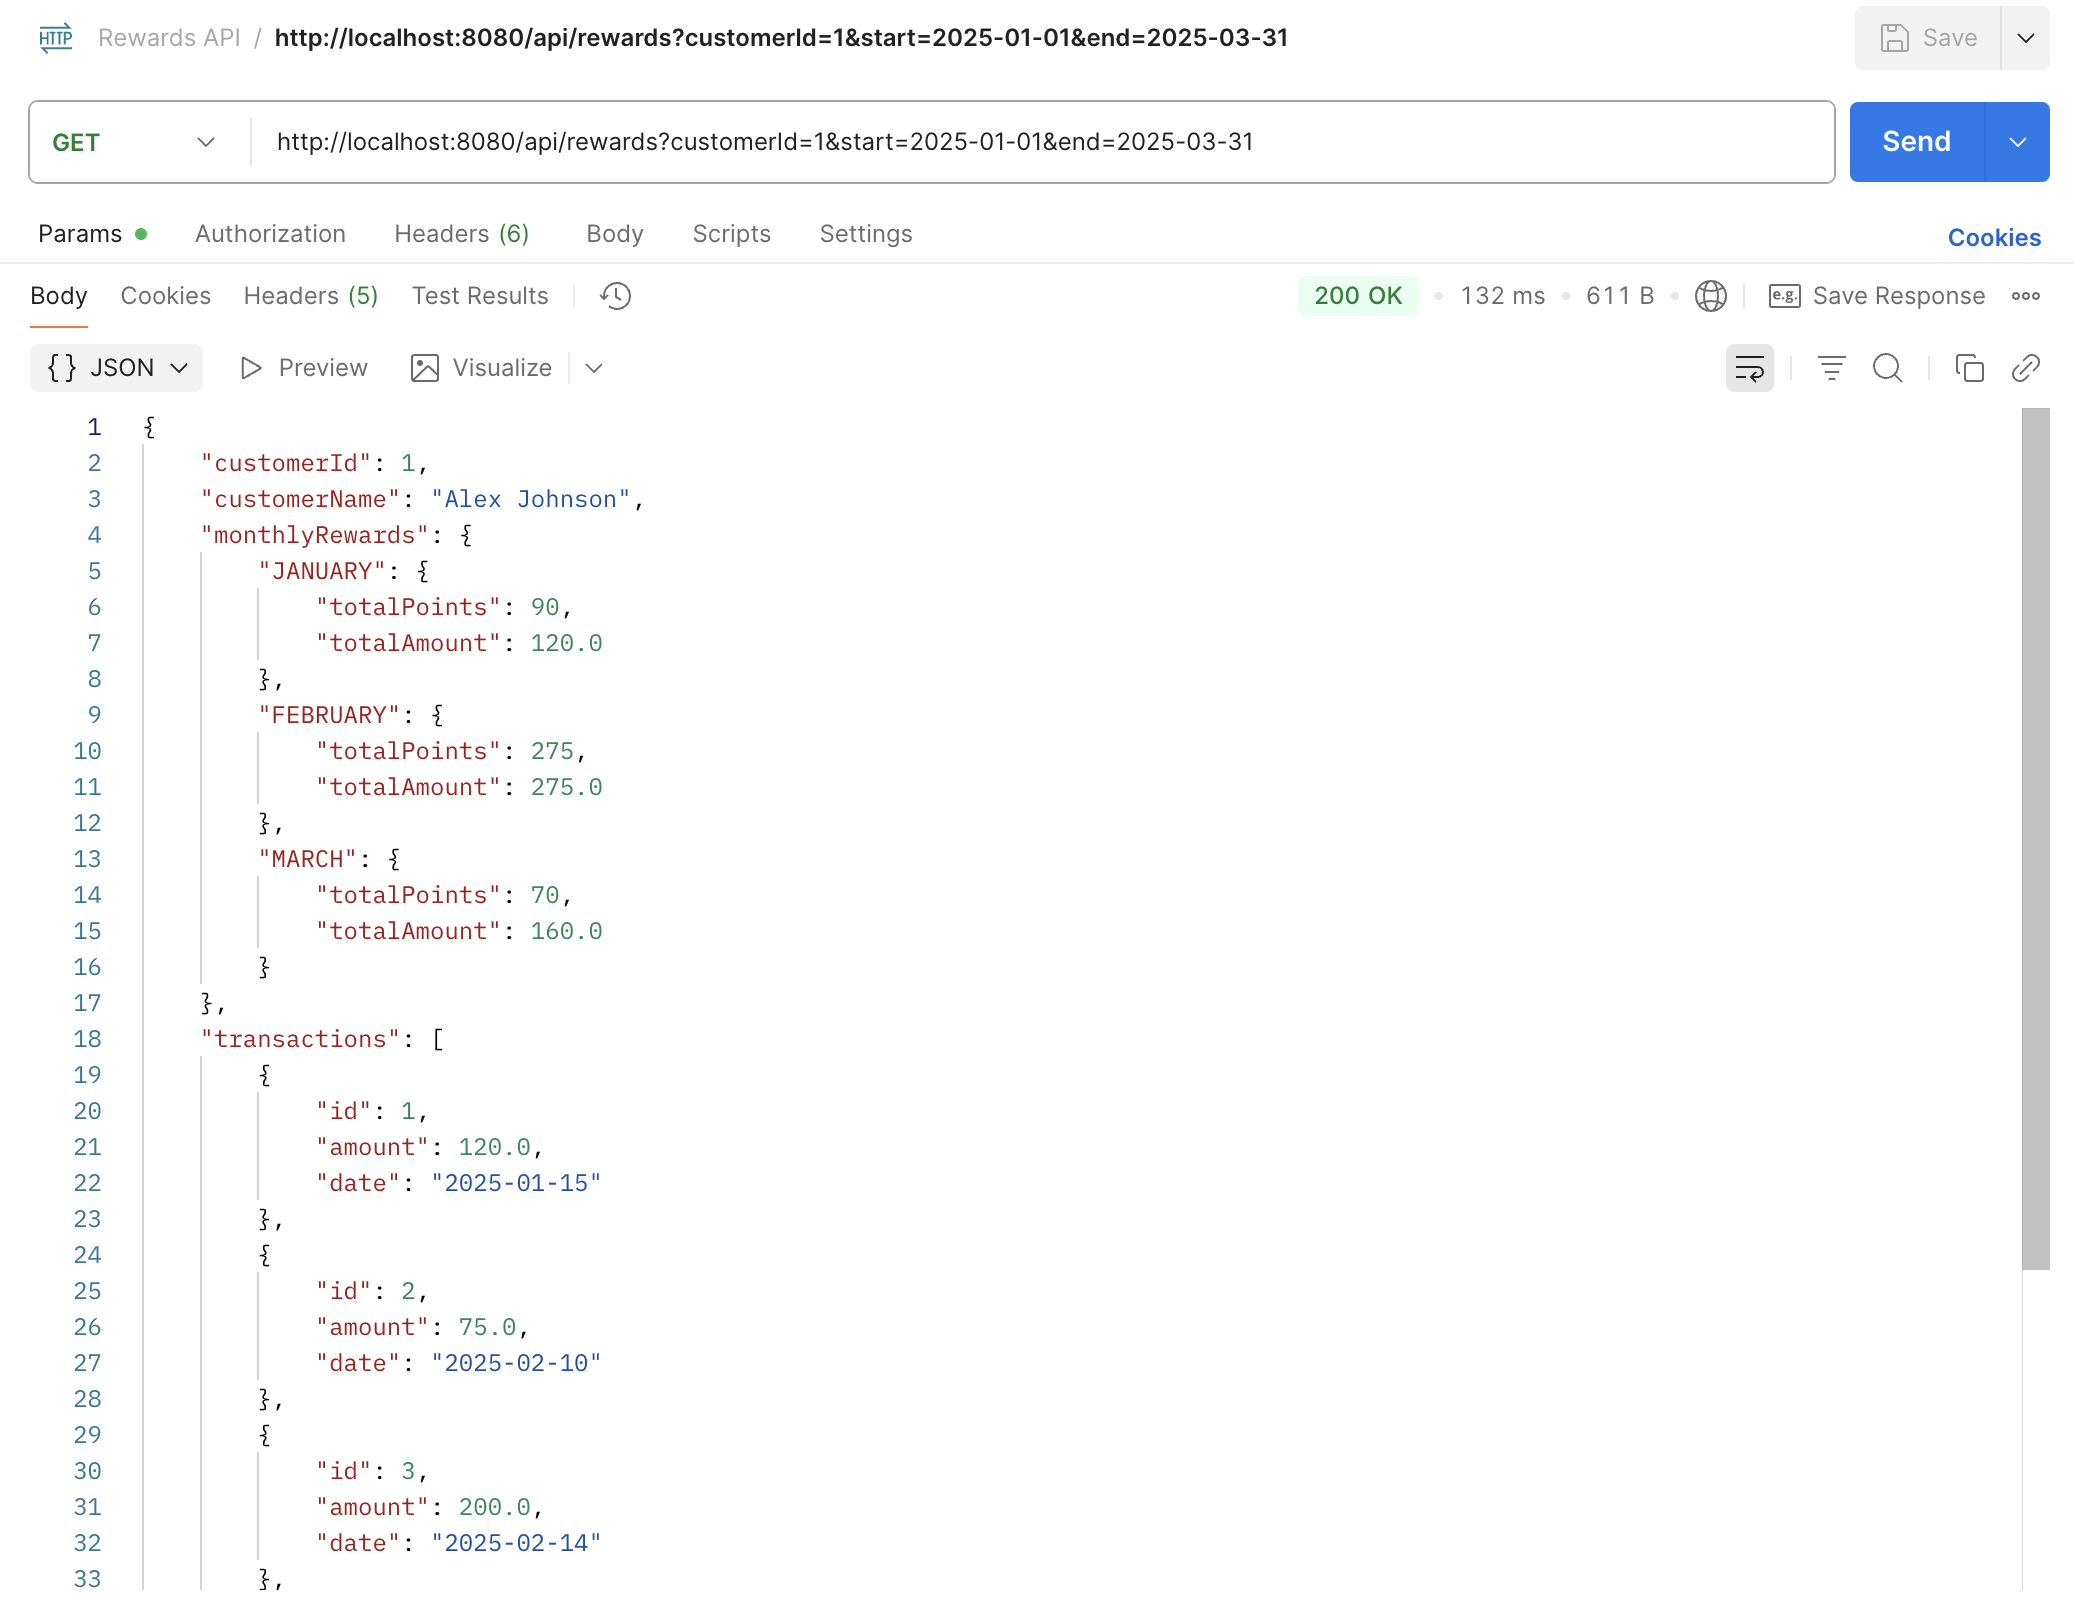 HTTP Rewards API / http://localhost:8080/api/rewards?customerId=1&start=2025-01-01&end=2025-03-31 Save
GET http://localhost:8080/api/rewards?customerId=1&start=2025-01-01&end=2025-03-31 Send
Params Authorization Headers (6) Body Scripts Settings Cookies
Body Cookies Headers (5) Test Results 200 OK 132 ms 611 B e.g. Save Response
{} JSON Preview Visualize
1 {
2 "customerId": 1,
3 "customerName": "Alex Johnson",
4 "monthlyRewards": {
5 "JANUARY": {
6 "totalPoints": 90,
7 "totalAmount": 120.0
8 },
9 "FEBRUARY": {
10 "totalPoints": 275,
11 "totalAmount": 275.0
12 },
13 "MARCH": {
14 "totalPoints": 70,
15 "totalAmount": 160.0
16 }
17 },
18 "transactions": [
19 {
20 "id": 1,
21 "amount": 120.0,
22 "date": "2025-01-15"
23 },
24 {
25 "id": 2,
26 "amount": 75.0,
27 "date": "2025-02-10"
28 },
29 {
30 "id": 3,
31 "amount": 200.0,
32 "date": "2025-02-14"
33 },